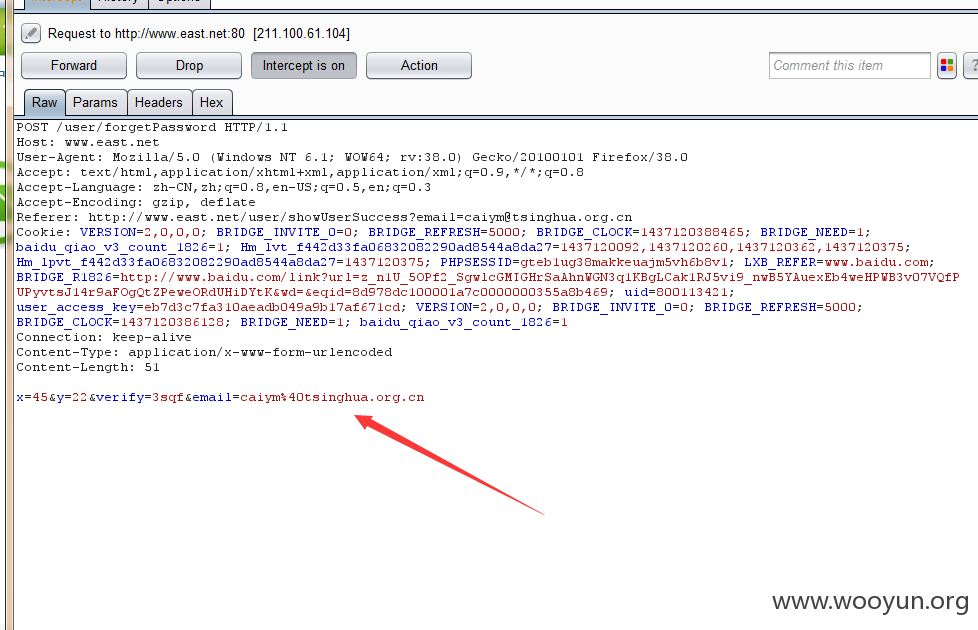 Intercept History Options
Request to http://www.east.net:80 [211.100.61.104]
Forward Drop Intercept is on Action Comment this item ?
Raw Params Headers Hex
POST /user/forgetPassword HTTP/1.1
Host: www.east.net
User-Agent: Mozilla/5.0 (Windows NT 6.1; WOW64; rv:38.0) Gecko/20100101 Firefox/38.0
Accept: text/html,application/xhtml+xml,application/xml;q=0.9,*/*;q=0.8
Accept-Language: zh-CN,zh;q=0.8,en-US;q=0.5,en;q=0.3
Accept-Encoding: gzip, deflate
Referer: http://www.east.net/user/showUserSuccess?email=caiym@tsinghua.org.cn
Cookie: VERSION=2,0,0,0; BRIDGE_INVITE_0=0; BRIDGE_REFRESH=5000; BRIDGE_CLOCK=1437120388465; BRIDGE_NEED=1;
baidu_qiao_v3_count_1826=1; Hm_lvt_f442d33fa06832082290ad8544a8da27=1437120092,1437120260,1437120362,1437120375;
Hm_lpvt_f442d33fa06832082290ad8544a8da27=1437120375; PHPSESSID=gteb1ug38makkeuajm5vh6b8v1; LXB_REFER=www.baidu.com;
BRIDGE_R1826=http://www.baidu.com/link?url=z_n1U_5OPf2_SgwlcGMIGHrSaAhnWGN3q1KBgLCak1RJ5vi9_nwB5YAuexEb4weHPWB3vO7VQfP
UPyvtsJ14r9aFOgQtZPeweORdUHiDYtK&wd=&eqid=8d978dc100001a7c0000000355a8b469; uid=800113421;
user_access_key=eb7d3c7fa310aeadb049a9b17af671cd; VERSION=2,0,0,0; BRIDGE_INVITE_0=0; BRIDGE_REFRESH=5000;
BRIDGE_CLOCK=1437120386128; BRIDGE_NEED=1; baidu_qiao_v3_count_1826=1
Connection: keep-alive
Content-Type: application/x-www-form-urlencoded
Content-Length: 51
x=45&y=22&verify=3sqf&email=caiym%40tsinghua.org.cn
www.wooyun.org